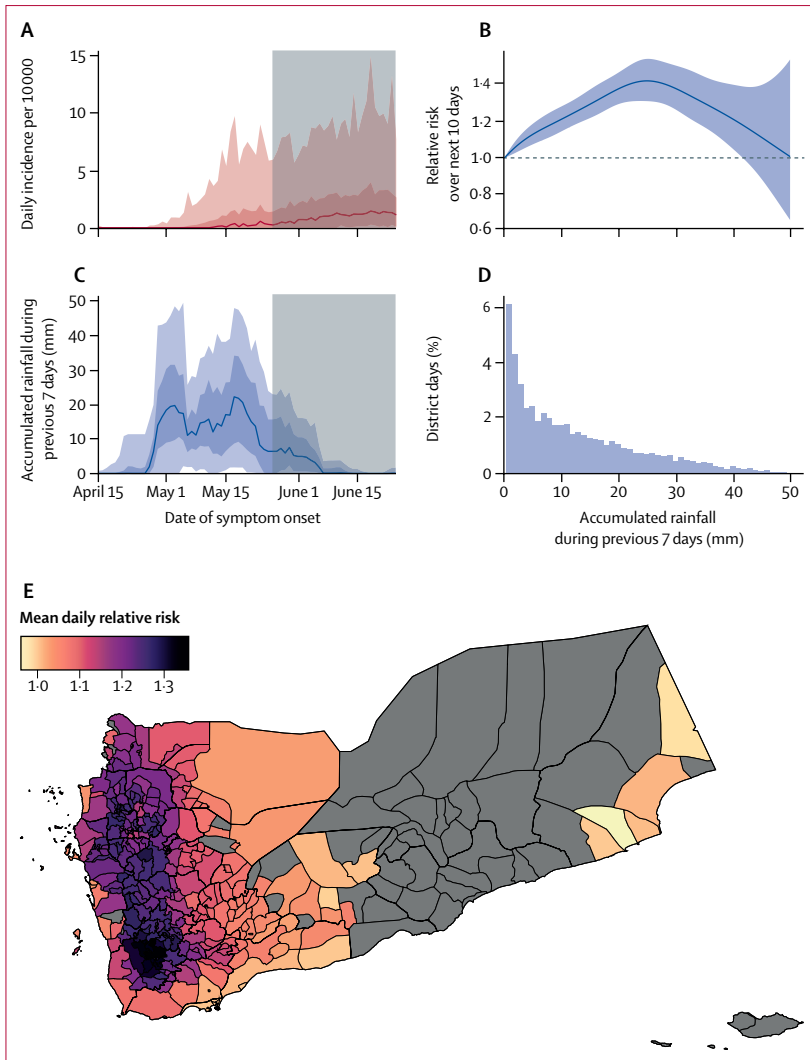 A
Daily incidence per 10000
15
10
5
0
B
Relative risk
over next 10 days
1·4
1·2
1·0
0·8
0·6
C
Accumulated rainfall during
previous 7 days (mm)
50
40
30
20
10
0
April 15 May 1 May 15 June 1 June 15
Date of symptom onset
D
District days (%)
6
4
2
0
0 10 20 30 40 50
Accumulated rainfall
during previous 7 days (mm)
E
Mean daily relative risk
1·0 1·1 1·2 1·3